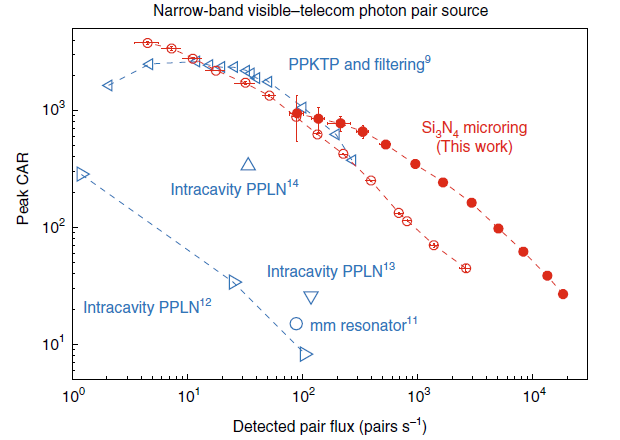 Narrow-band visible–telecom photon pair source
PPKTP and filtering⁹
10³
Si₃N₄ microring
(This work)
Peak CAR
Intracavity PPLN¹⁴
10²
Intracavity PPLN¹³
Intracavity PPLN¹²
mm resonator¹¹
10¹
10⁰ 10¹ 10² 10³ 10⁴
Detected pair flux (pairs s⁻¹)